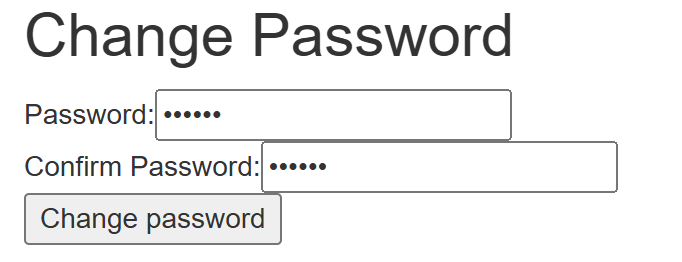 Change Password
Password: ••••••
Confirm Password: ••••••
Change password